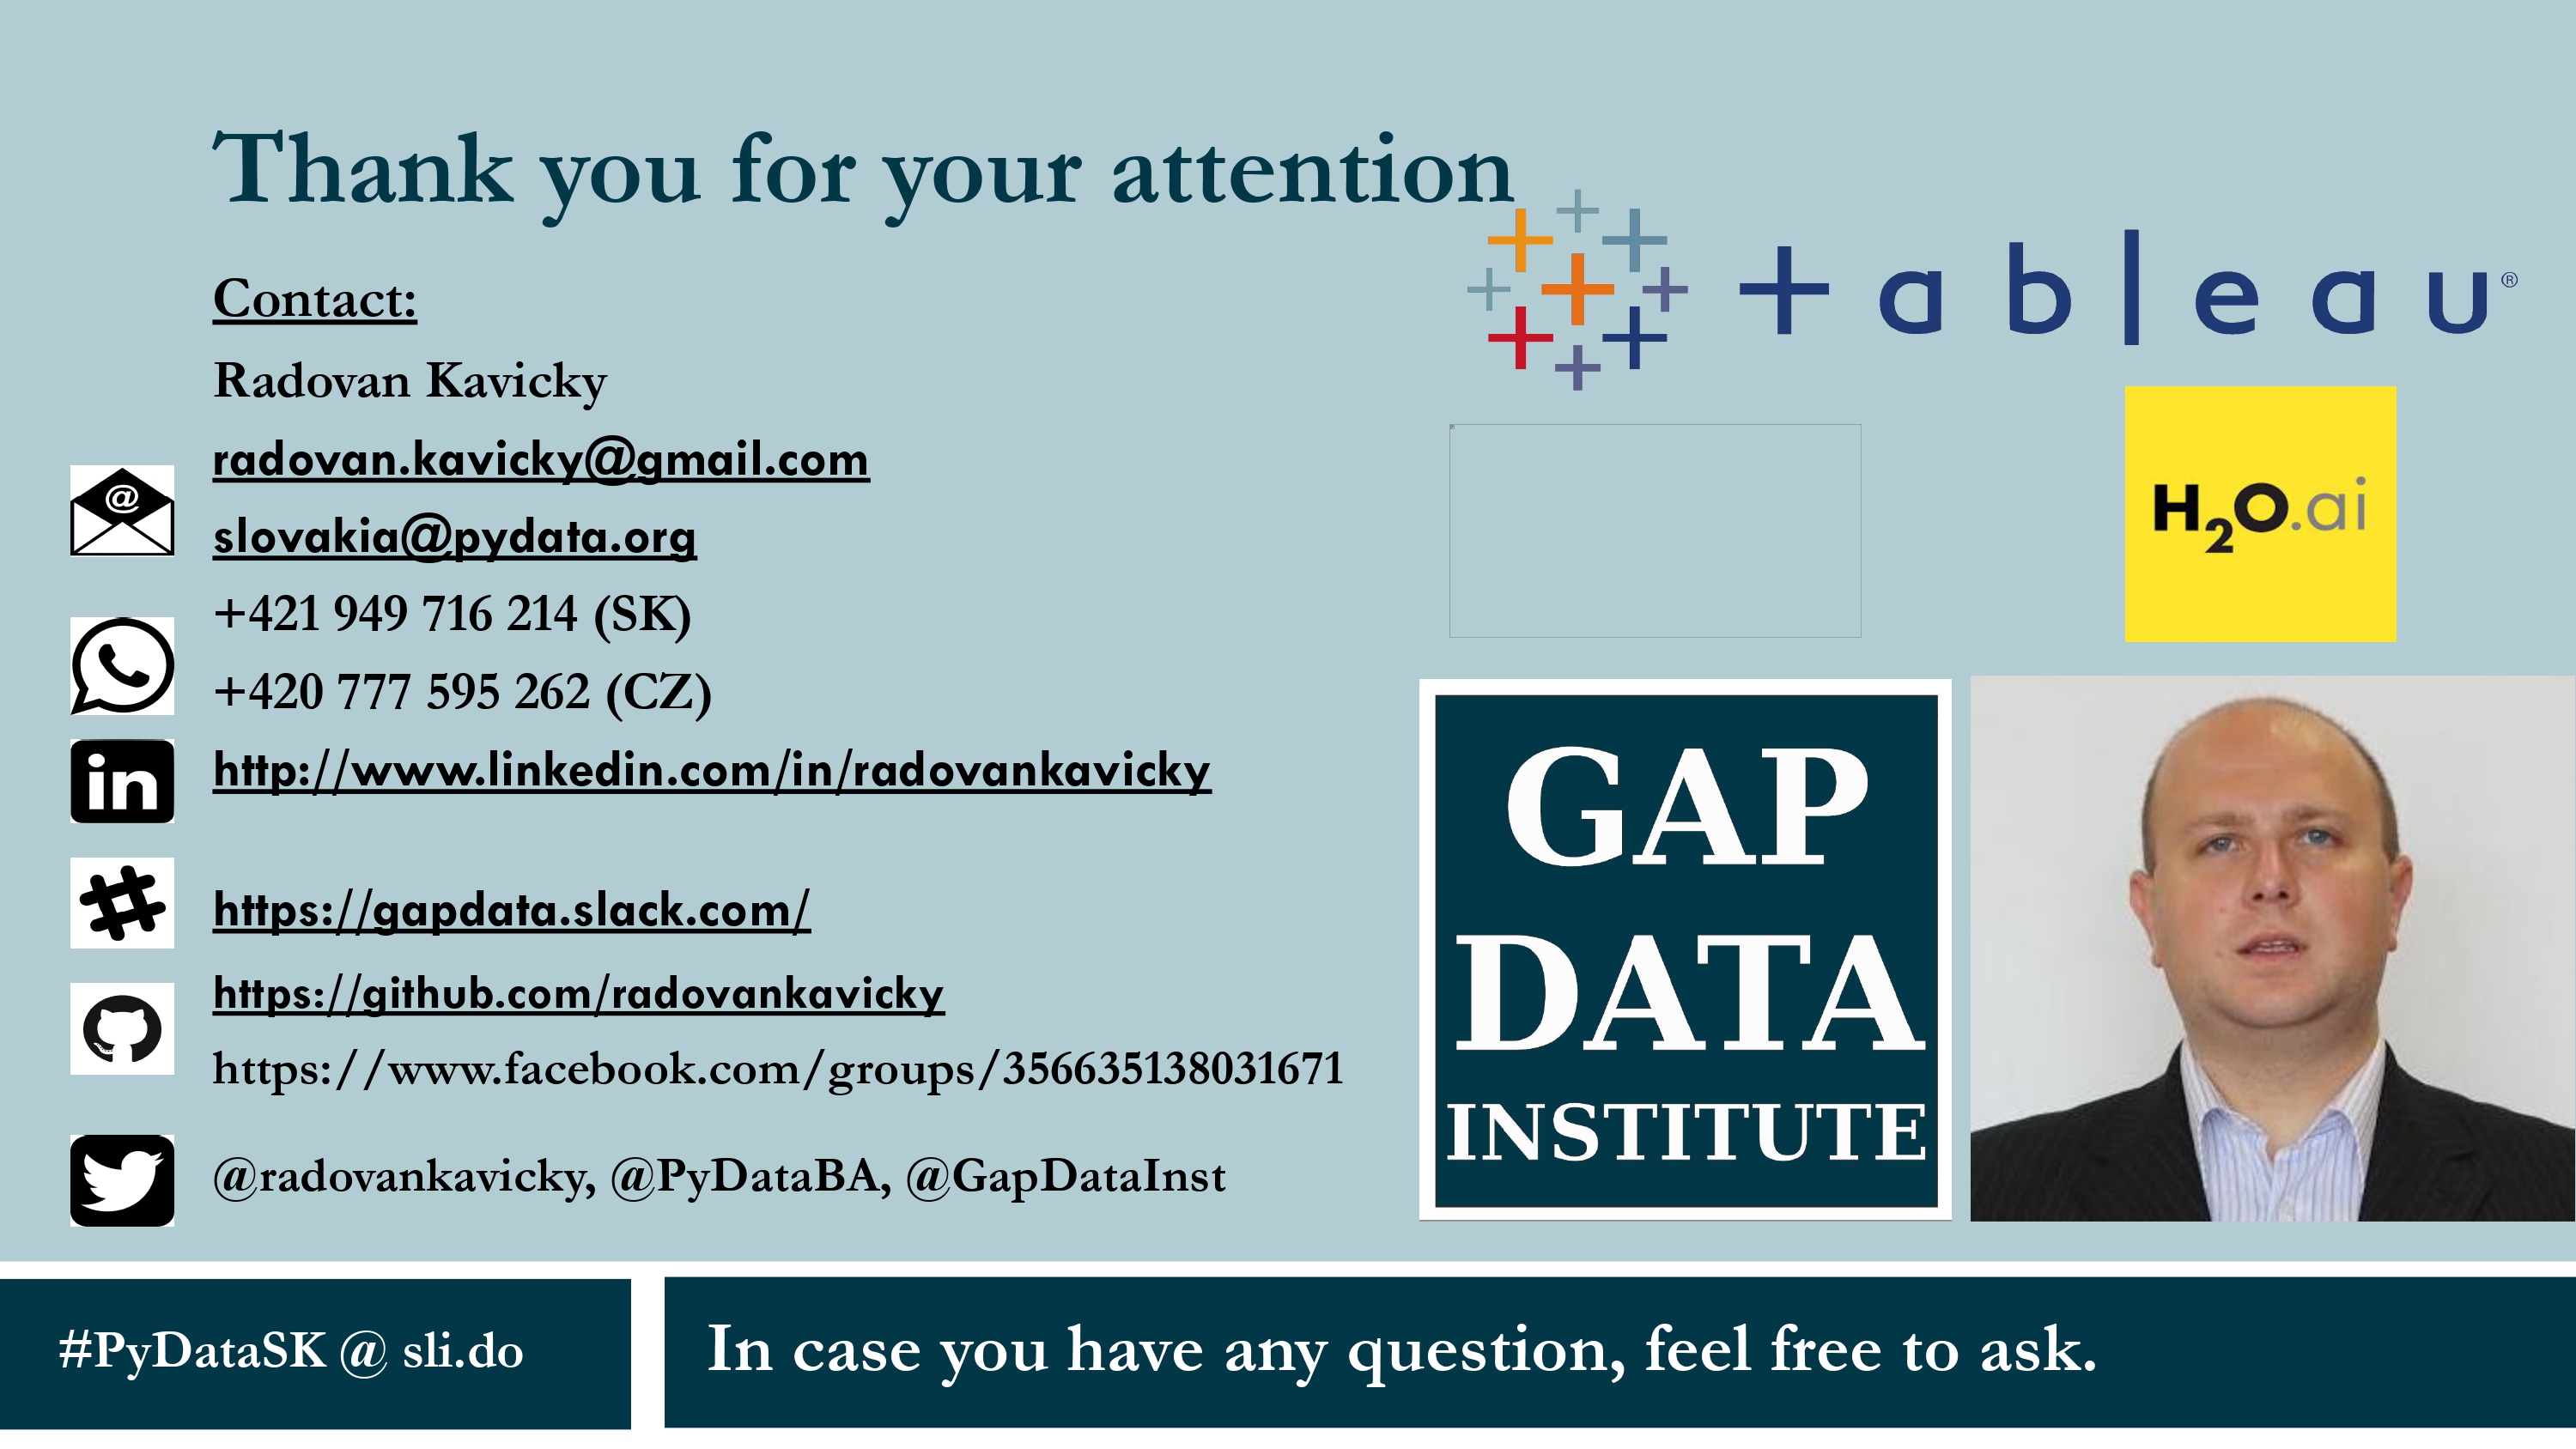 Thank you for your attention
Contact:
Radovan Kavicky
radovan.kavicky@gmail.com
@
slovakia@pydata.org
+421 949 716 214 (SK)
+420 777 595 262 (CZ)
in
http://www.linkedin.com/in/radovankavicky
https://gapdata.slack.com/
https://github.com/radovankavicky
https://www.facebook.com/groups/356635138031671
@radovankavicky, @PyDataBA, @GapDataInst
tableau®
H2O.ai
GAP
DATA
INSTITUTE
#PyDataSK @ sli.do
In case you have any question, feel free to ask.